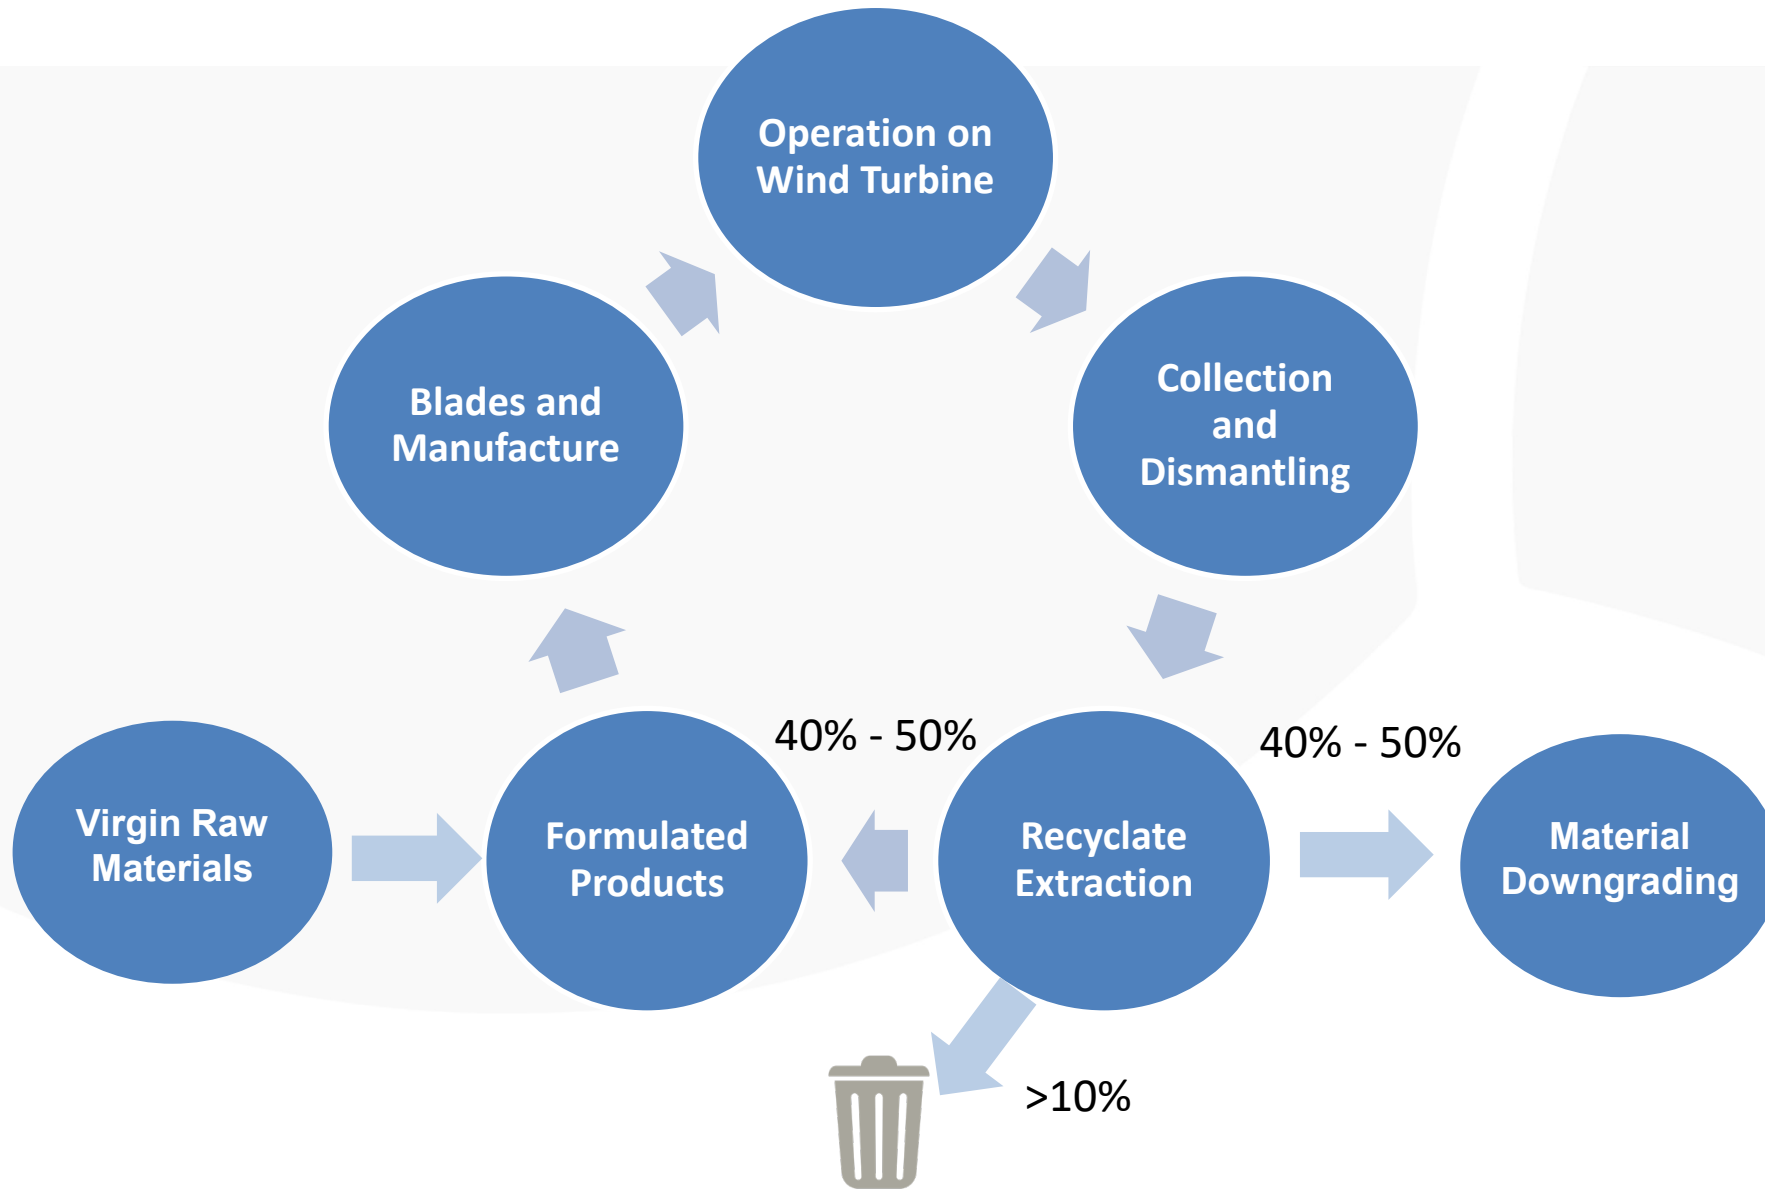 Operation on
Wind Turbine
Blades and
Manufacture
Collection
and
Dismantling
40% - 50%
40% - 50%
Virgin Raw
Materials
Formulated
Products
Recyclate
Extraction
Material
Downgrading
>10%